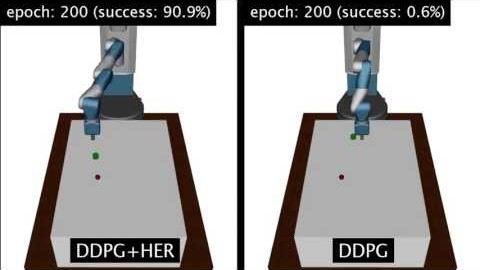 epoch: 200 (success: 90.9%)
epoch: 200 (success: 0.6%)
DDPG+HER
DDPG